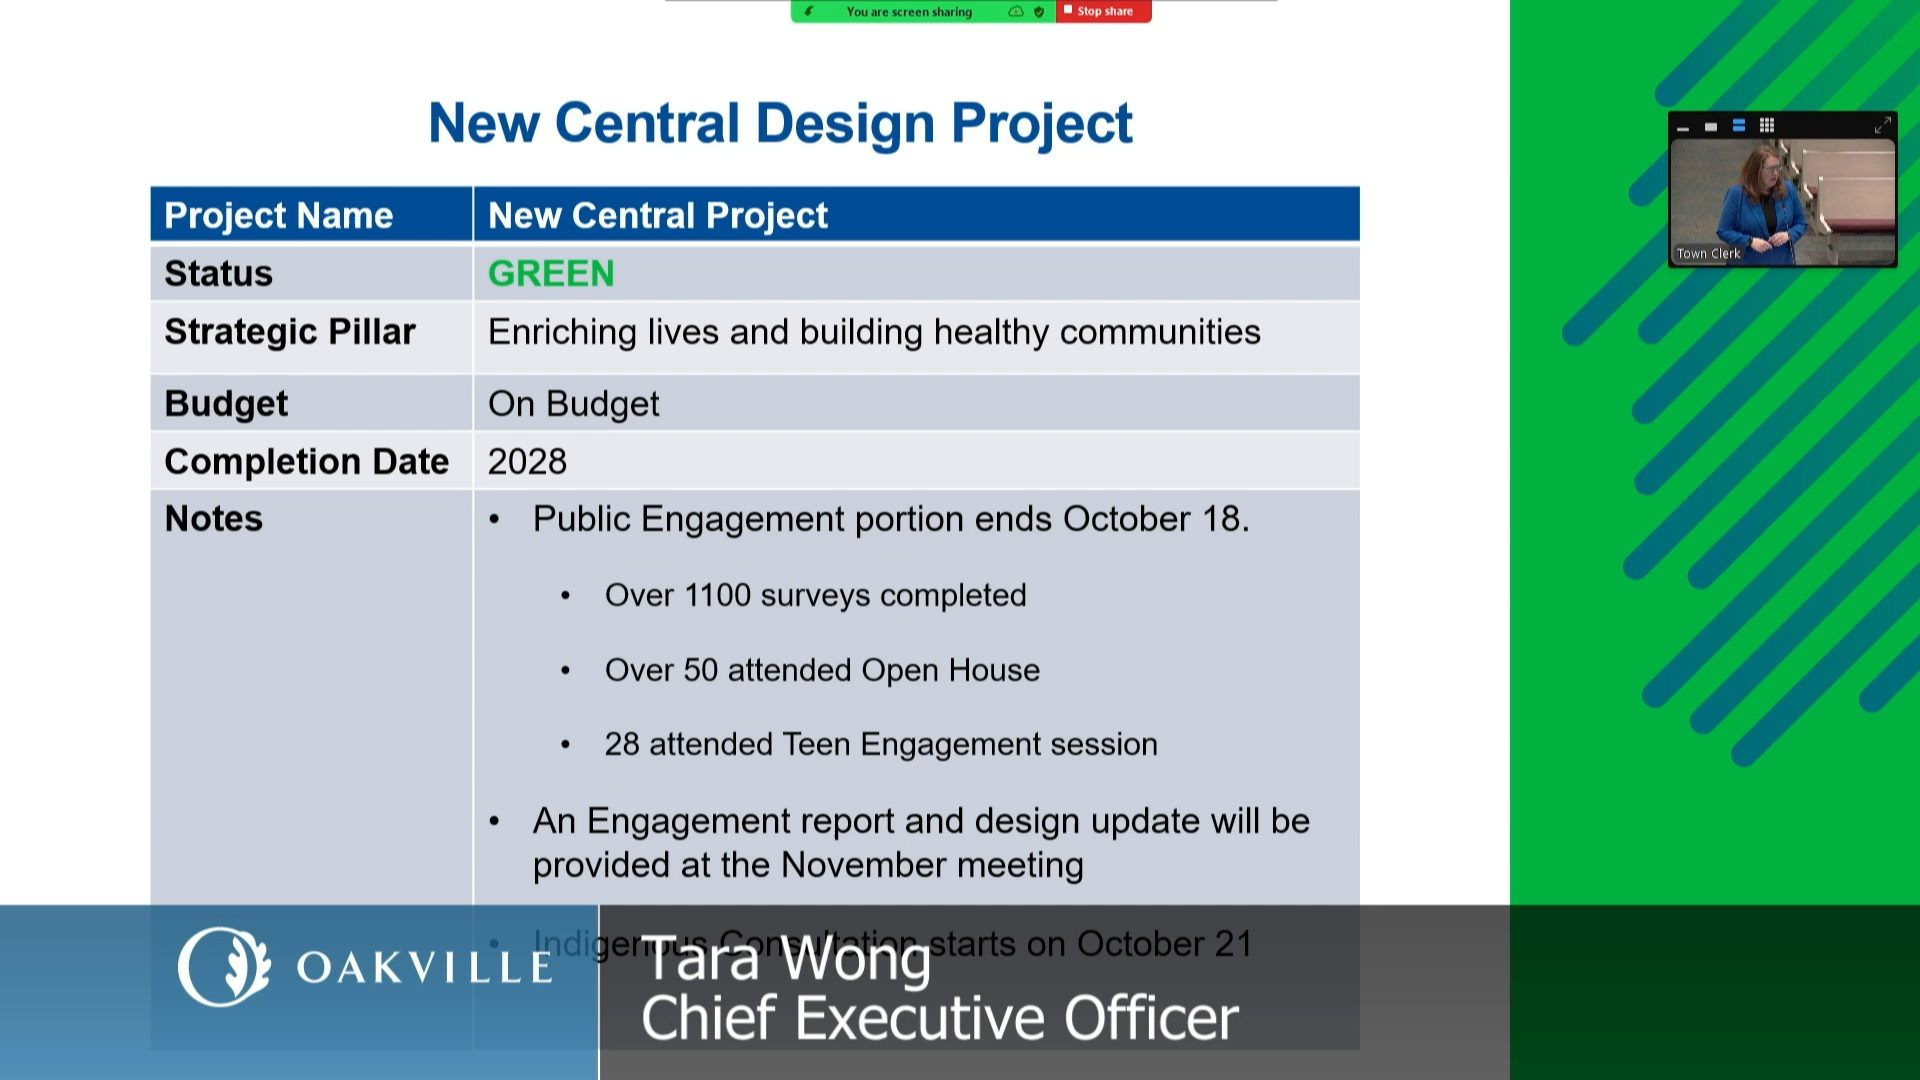 You are screen sharing
Stop share
New Central Design Project
Project Name
New Central Project
Status
GREEN
Strategic Pillar
Enriching lives and building healthy communities
Budget
On Budget
Completion Date
2028
Notes
• Public Engagement portion ends October 18.
• Over 1100 surveys completed
• Over 50 attended Open House
• 28 attended Teen Engagement session
• An Engagement report and design update will be
provided at the November meeting
• Indigenous Consultation starts on October 21
Town Clerk
OAKVILLE
Tara Wong
Chief Executive Officer